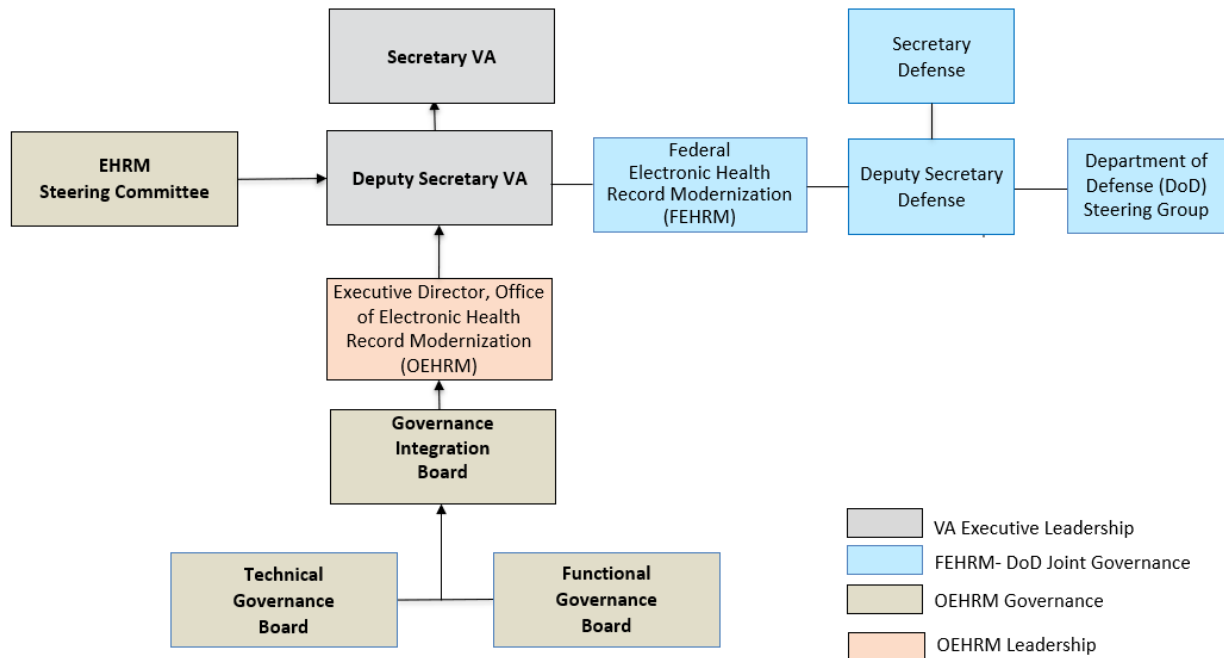 Secretary VA
Secretary
Defense
EHRM
Steering Committee
Deputy Secretary VA
Federal
Electronic Health
Record Modernization
(FEHRM)
Deputy Secretary
Defense
Department of
Defense (DoD)
Steering Group
Executive Director, Office
of Electronic Health
Record Modernization
(OEHRM)
Governance
Integration
Board
Technical
Governance
Board
Functional
Governance
Board
VA Executive Leadership
FEHRM- DoD Joint Governance
OEHRM Governance
OEHRM Leadership